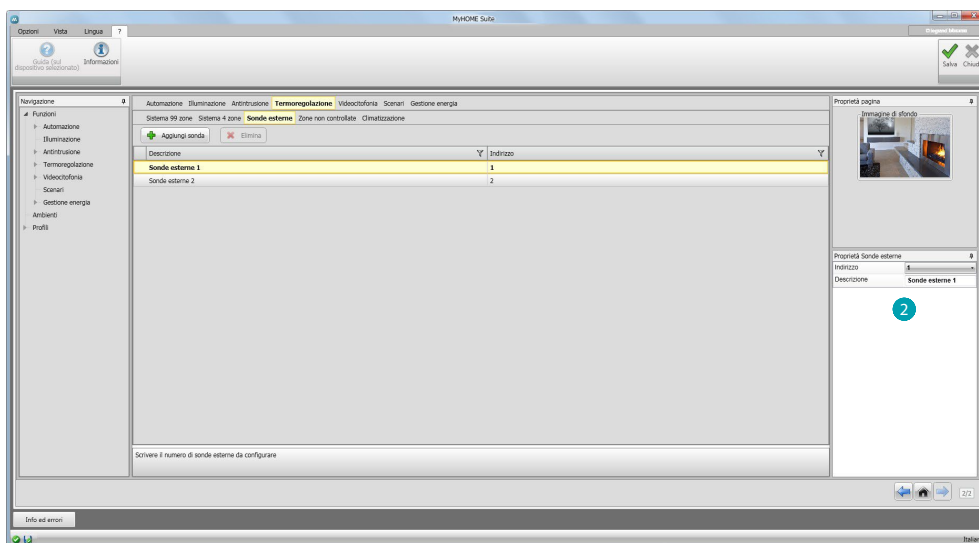 MyHOME Suite
Opzioni Vista Lingua ?
Guida (sul dispositivo selezionato)
Informazioni
Salva Chiud
Navigazione
Funzioni
Automazione
Illuminazione
Antintrusione
Termoregolazione
Videocitofonia
Scenari
Gestione energia
Ambienti
Profili
Automazione Illuminazione Antintrusione Termoregolazione Videocitofonia Scenari Gestione energia
Sistema 99 zone Sistema 4 zone Sonde esterne Zone non controllate Climatizzazione
Aggiungi sonda Elimina
Descrizione Indirizzo
Sonde esterne 1 1
Sonde esterne 2 2
Scrivere il numero di sonde esterne da configurare
Proprietà pagina
Immagine di sfondo
Proprietà Sonde esterne
Indirizzo 1
Descrizione Sonde esterne 1
2
2/2
Info ed errori
Italia